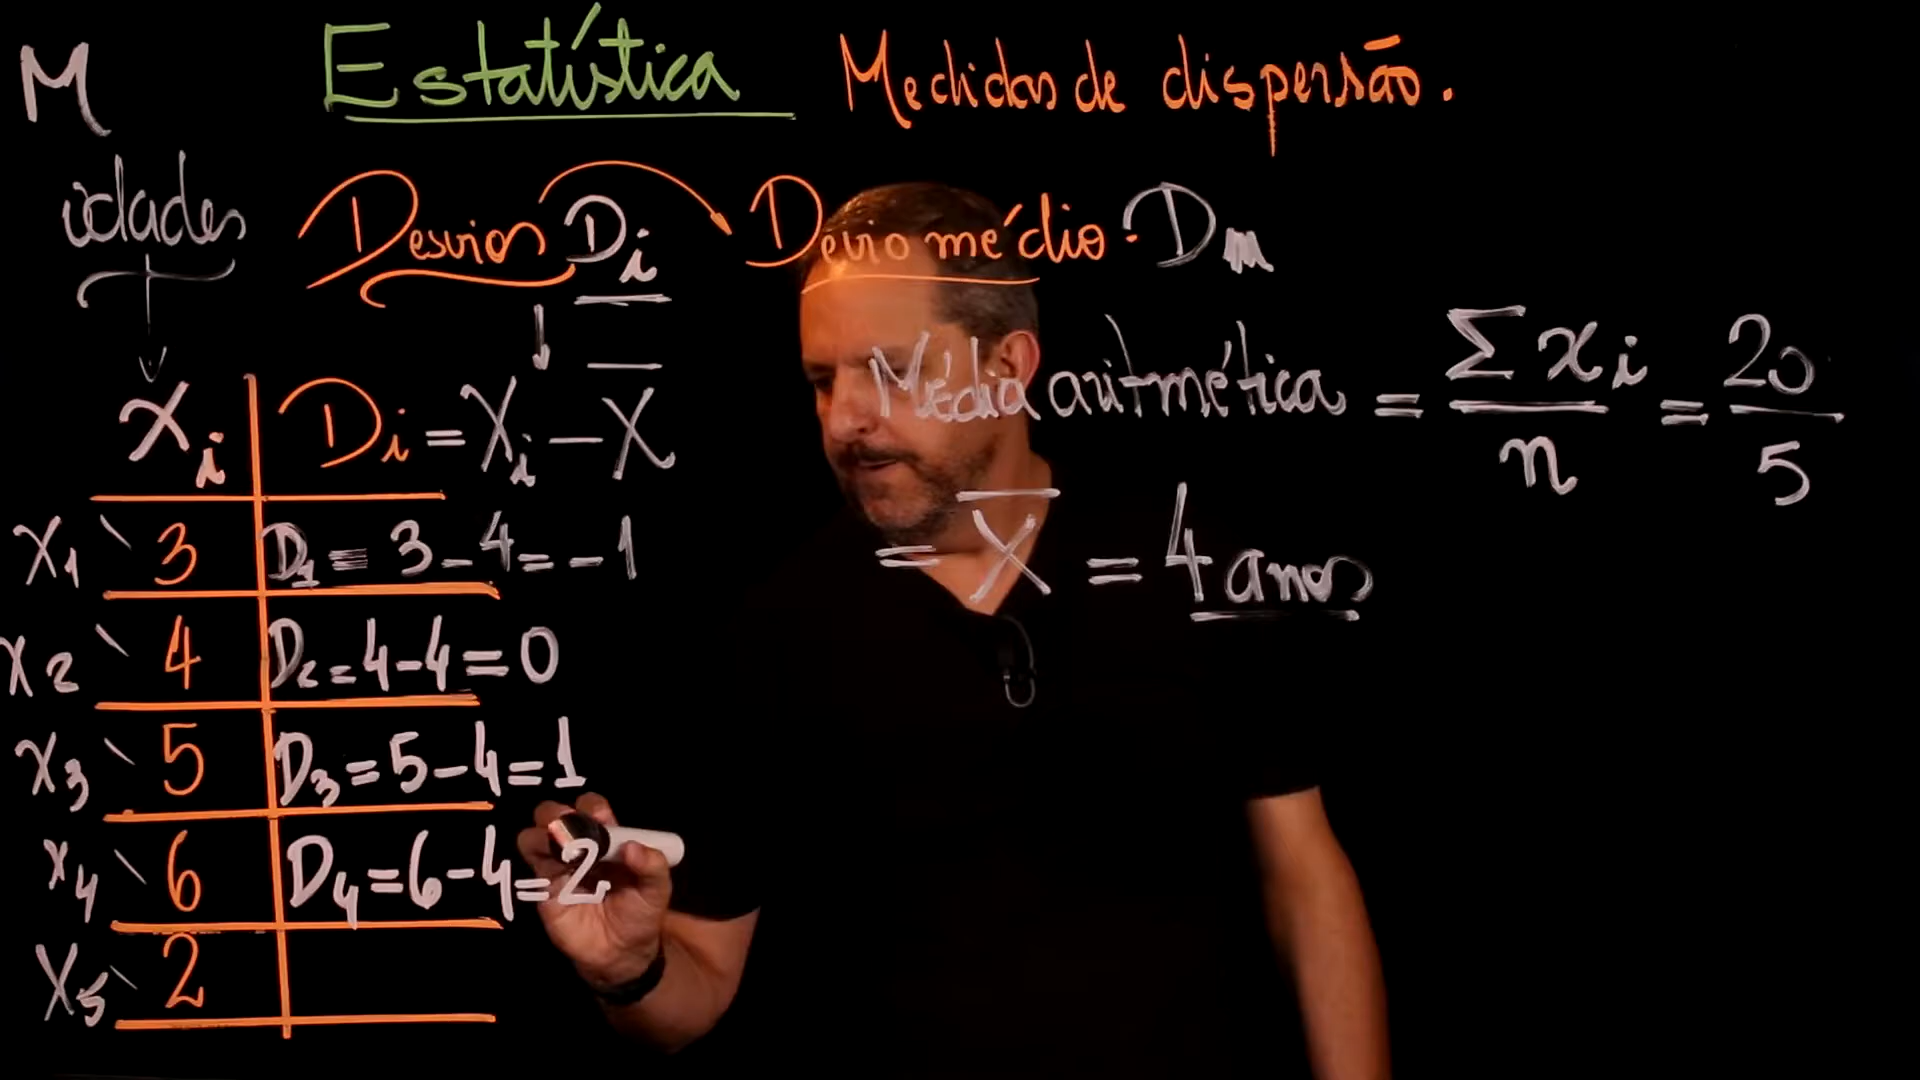 M Estatística Medidas de dispersão.
idades Desvios Di Devio médio. Dm
Média aritmética = Σxi/n = 20/5
xi Di = Xi – X̅
= X̅ = 4 anos
X1 3 D1 = 3 – 4 = – 1
X2 4 D2 = 4 – 4 = 0
X3 5 D3 = 5 – 4 = 1
X4 6 D4 = 6 – 4 = 2
X5 2